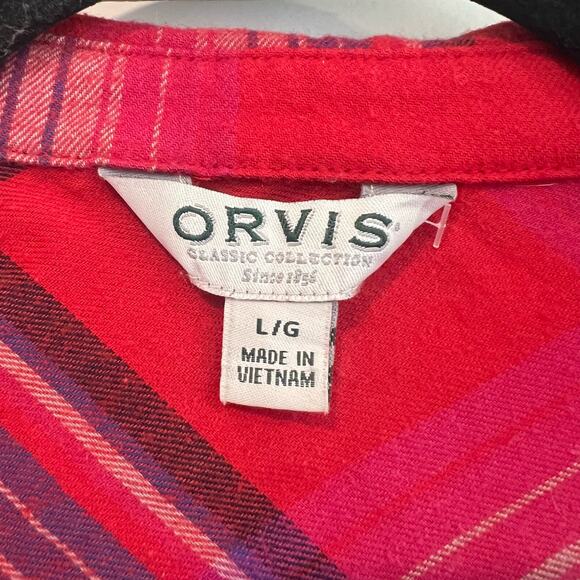 ORVIS
CLASSIC COLLECTION
Since 1856
L/G
MADE IN
VIETNAM